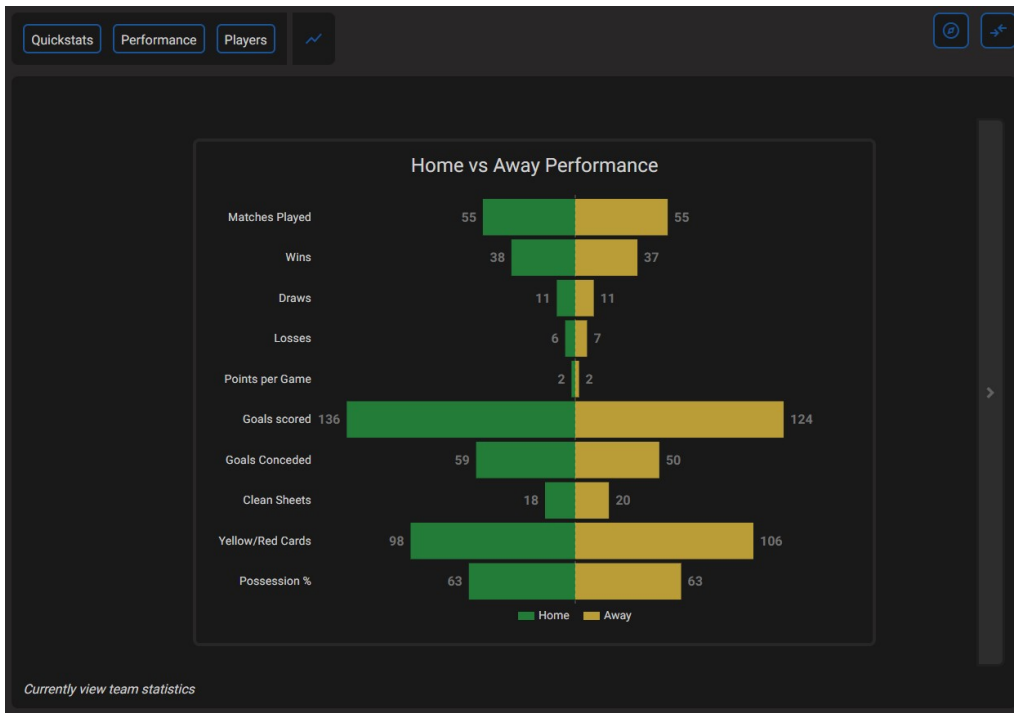 Quickstats Performance Players
Home vs Away Performance
Matches Played 55 55
Wins 38 37
Draws 11 11
Losses 6 7
Points per Game 2 2
Goals scored 136 124
Goals Conceded 59 50
Clean Sheets 18 20
Yellow/Red Cards 98 106
Possession % 63 63
Home Away
Currently view team statistics